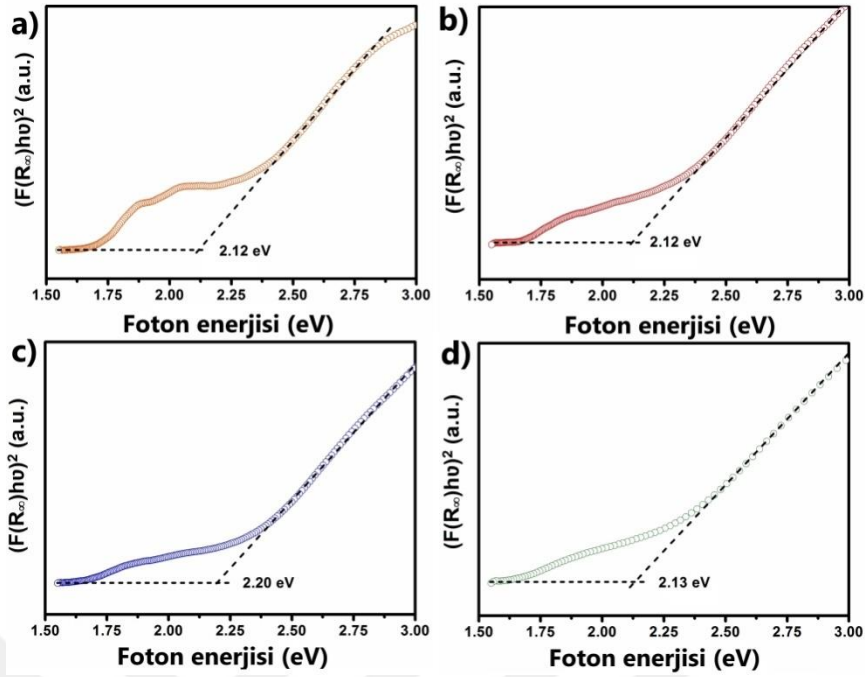 a)
(F(R∞)hυ)² (a.u.)
2.12 eV
1.50 1.75 2.00 2.25 2.50 2.75 3.00
Foton enerjisi (eV)
b)
(F(R∞)hυ)² (a.u.)
2.12 eV
1.50 1.75 2.00 2.25 2.50 2.75 3.00
Foton enerjisi (eV)
c)
(F(R∞)hυ)² (a.u.)
2.20 eV
1.50 1.75 2.00 2.25 2.50 2.75 3.00
Foton enerjisi (eV)
d)
(F(R∞)hυ)² (a.u.)
2.13 eV
1.50 1.75 2.00 2.25 2.50 2.75 3.00
Foton enerjisi (eV)